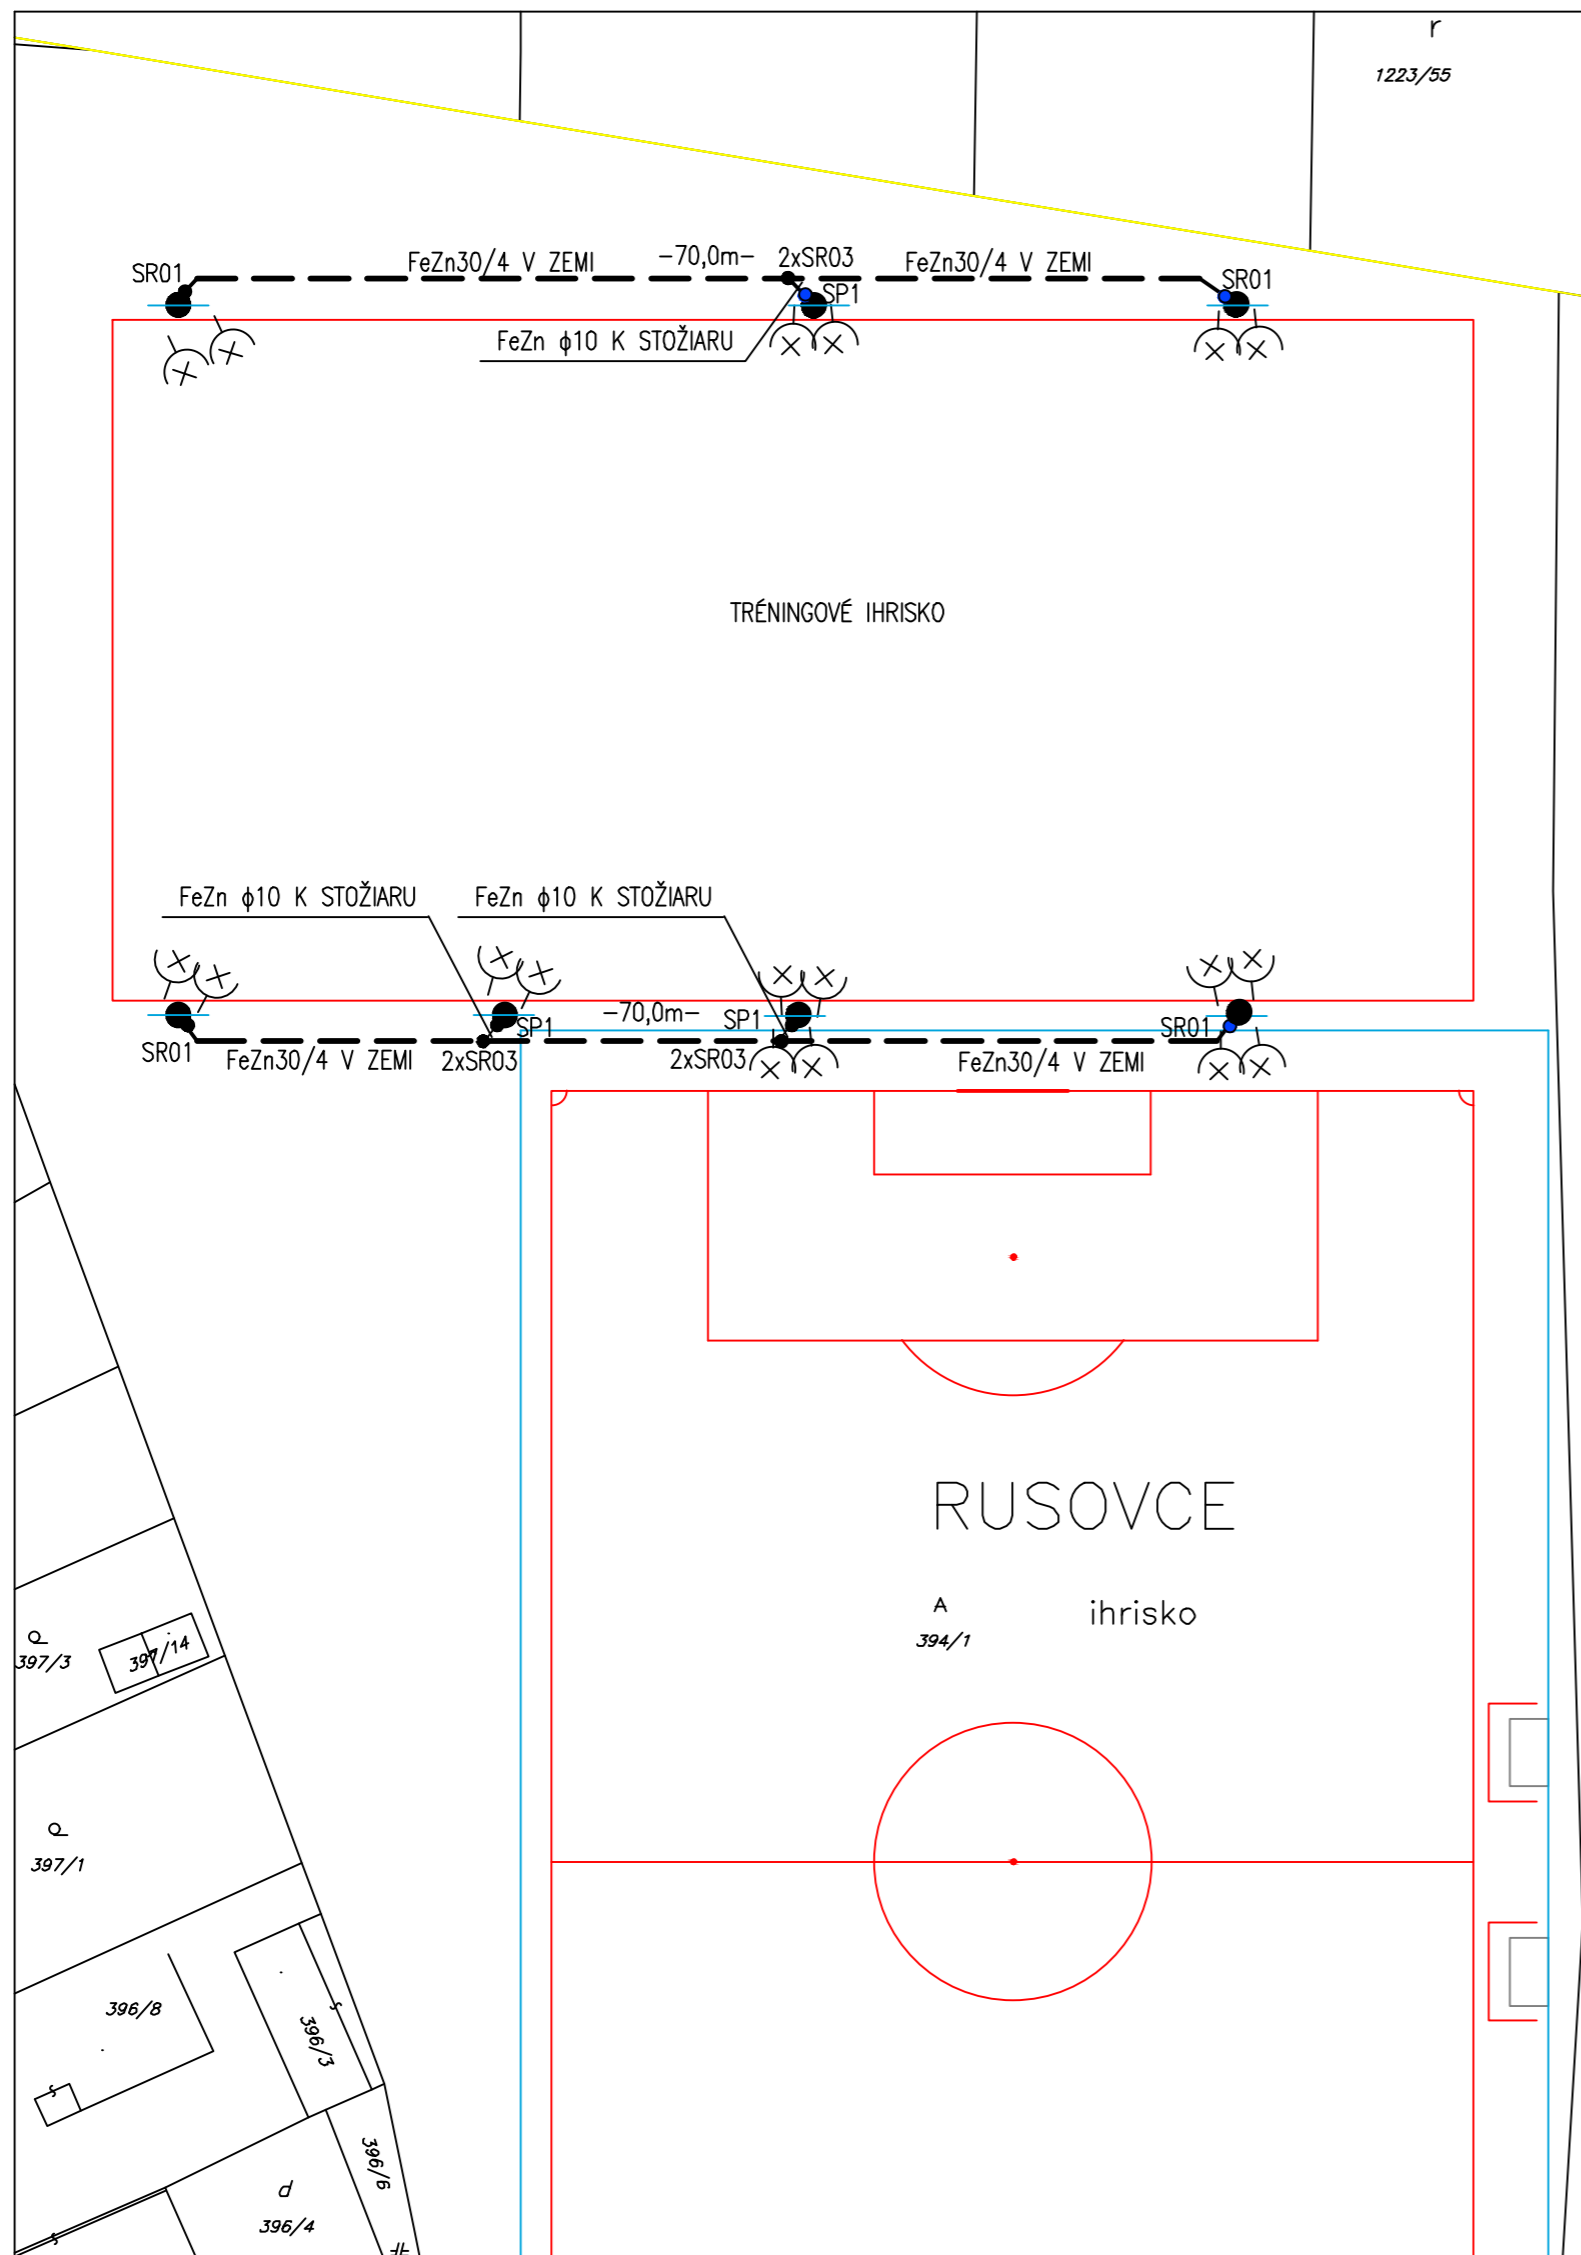 r
1223/55
FeZn30/4 V ZEMI
-70,0m-
2xSR03
FeZn30/4 V ZEMI
SR01
SR01
SP1
FeZn ϕ10 K STOŽIARU
TRÉNINGOVÉ IHRISKO
FeZn ϕ10 K STOŽIARU
FeZn ϕ10 K STOŽIARU
-70,0m-
SP1
SP1
SR01
SR01
FeZn30/4 V ZEMI
2xSR03
2xSR03
FeZn30/4 V ZEMI
RUSOVCE
A
ihrisko
394/1
397/3
397/14
397/1
396/8
396/3
396/6
d
396/4